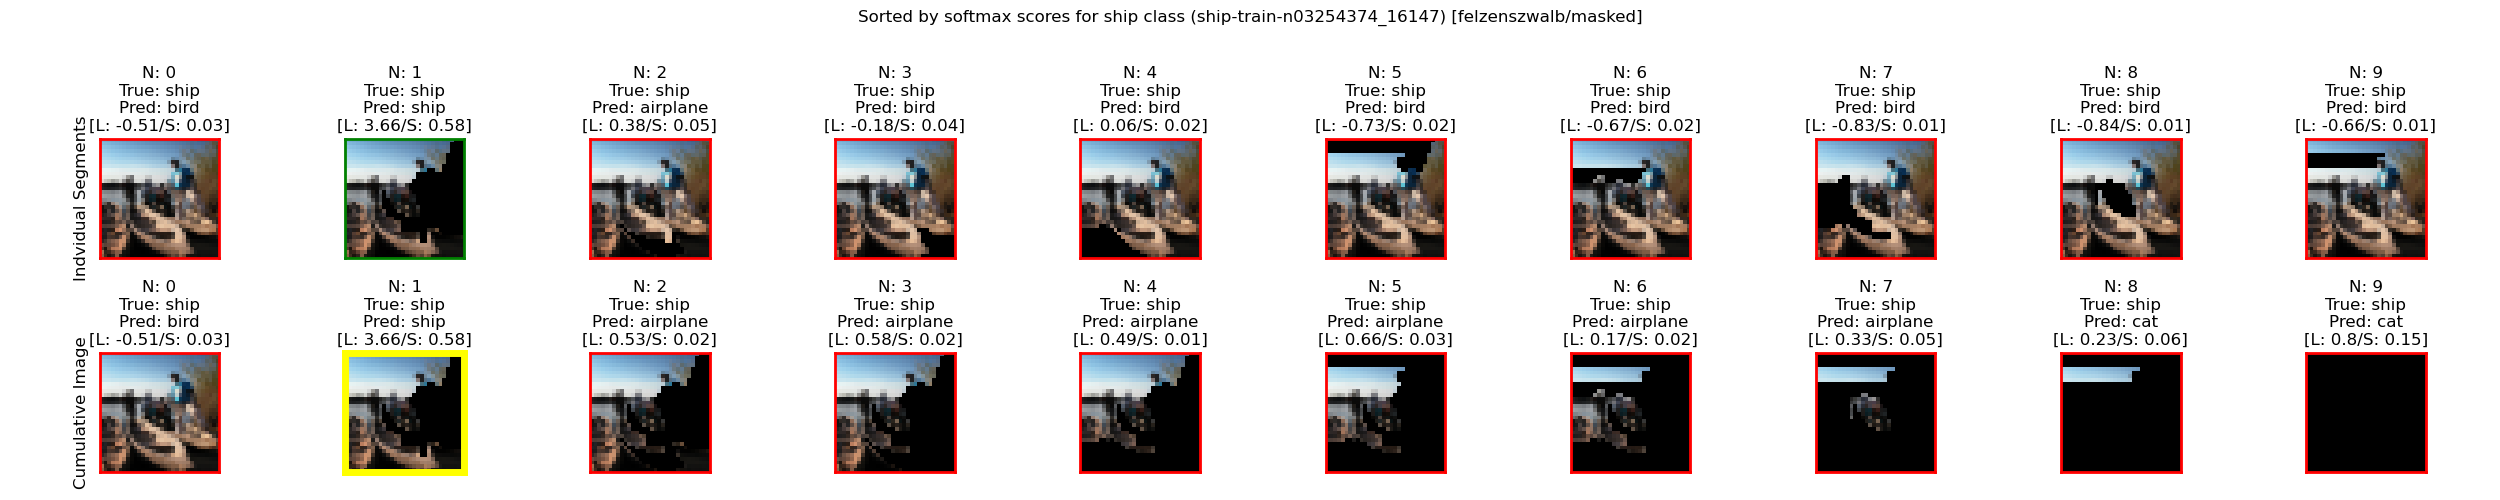 Sorted by softmax scores for ship class (ship-train-n03254374_16147) [felzenszwalb/masked]
Indvidual Segments
N: 0
True: ship
Pred: bird
[L: -0.51/S: 0.03]
N: 1
True: ship
Pred: ship
[L: 3.66/S: 0.58]
N: 2
True: ship
Pred: airplane
[L: 0.38/S: 0.05]
N: 3
True: ship
Pred: bird
[L: -0.18/S: 0.04]
N: 4
True: ship
Pred: bird
[L: 0.06/S: 0.02]
N: 5
True: ship
Pred: bird
[L: -0.73/S: 0.02]
N: 6
True: ship
Pred: bird
[L: -0.67/S: 0.02]
N: 7
True: ship
Pred: bird
[L: -0.83/S: 0.01]
N: 8
True: ship
Pred: bird
[L: -0.84/S: 0.01]
N: 9
True: ship
Pred: bird
[L: -0.66/S: 0.01]
Cumulative Image
N: 0
True: ship
Pred: bird
[L: -0.51/S: 0.03]
N: 1
True: ship
Pred: ship
[L: 3.66/S: 0.58]
N: 2
True: ship
Pred: airplane
[L: 0.53/S: 0.02]
N: 3
True: ship
Pred: airplane
[L: 0.58/S: 0.02]
N: 4
True: ship
Pred: airplane
[L: 0.49/S: 0.01]
N: 5
True: ship
Pred: airplane
[L: 0.66/S: 0.03]
N: 6
True: ship
Pred: airplane
[L: 0.17/S: 0.02]
N: 7
True: ship
Pred: airplane
[L: 0.33/S: 0.05]
N: 8
True: ship
Pred: cat
[L: 0.23/S: 0.06]
N: 9
True: ship
Pred: cat
[L: 0.8/S: 0.15]